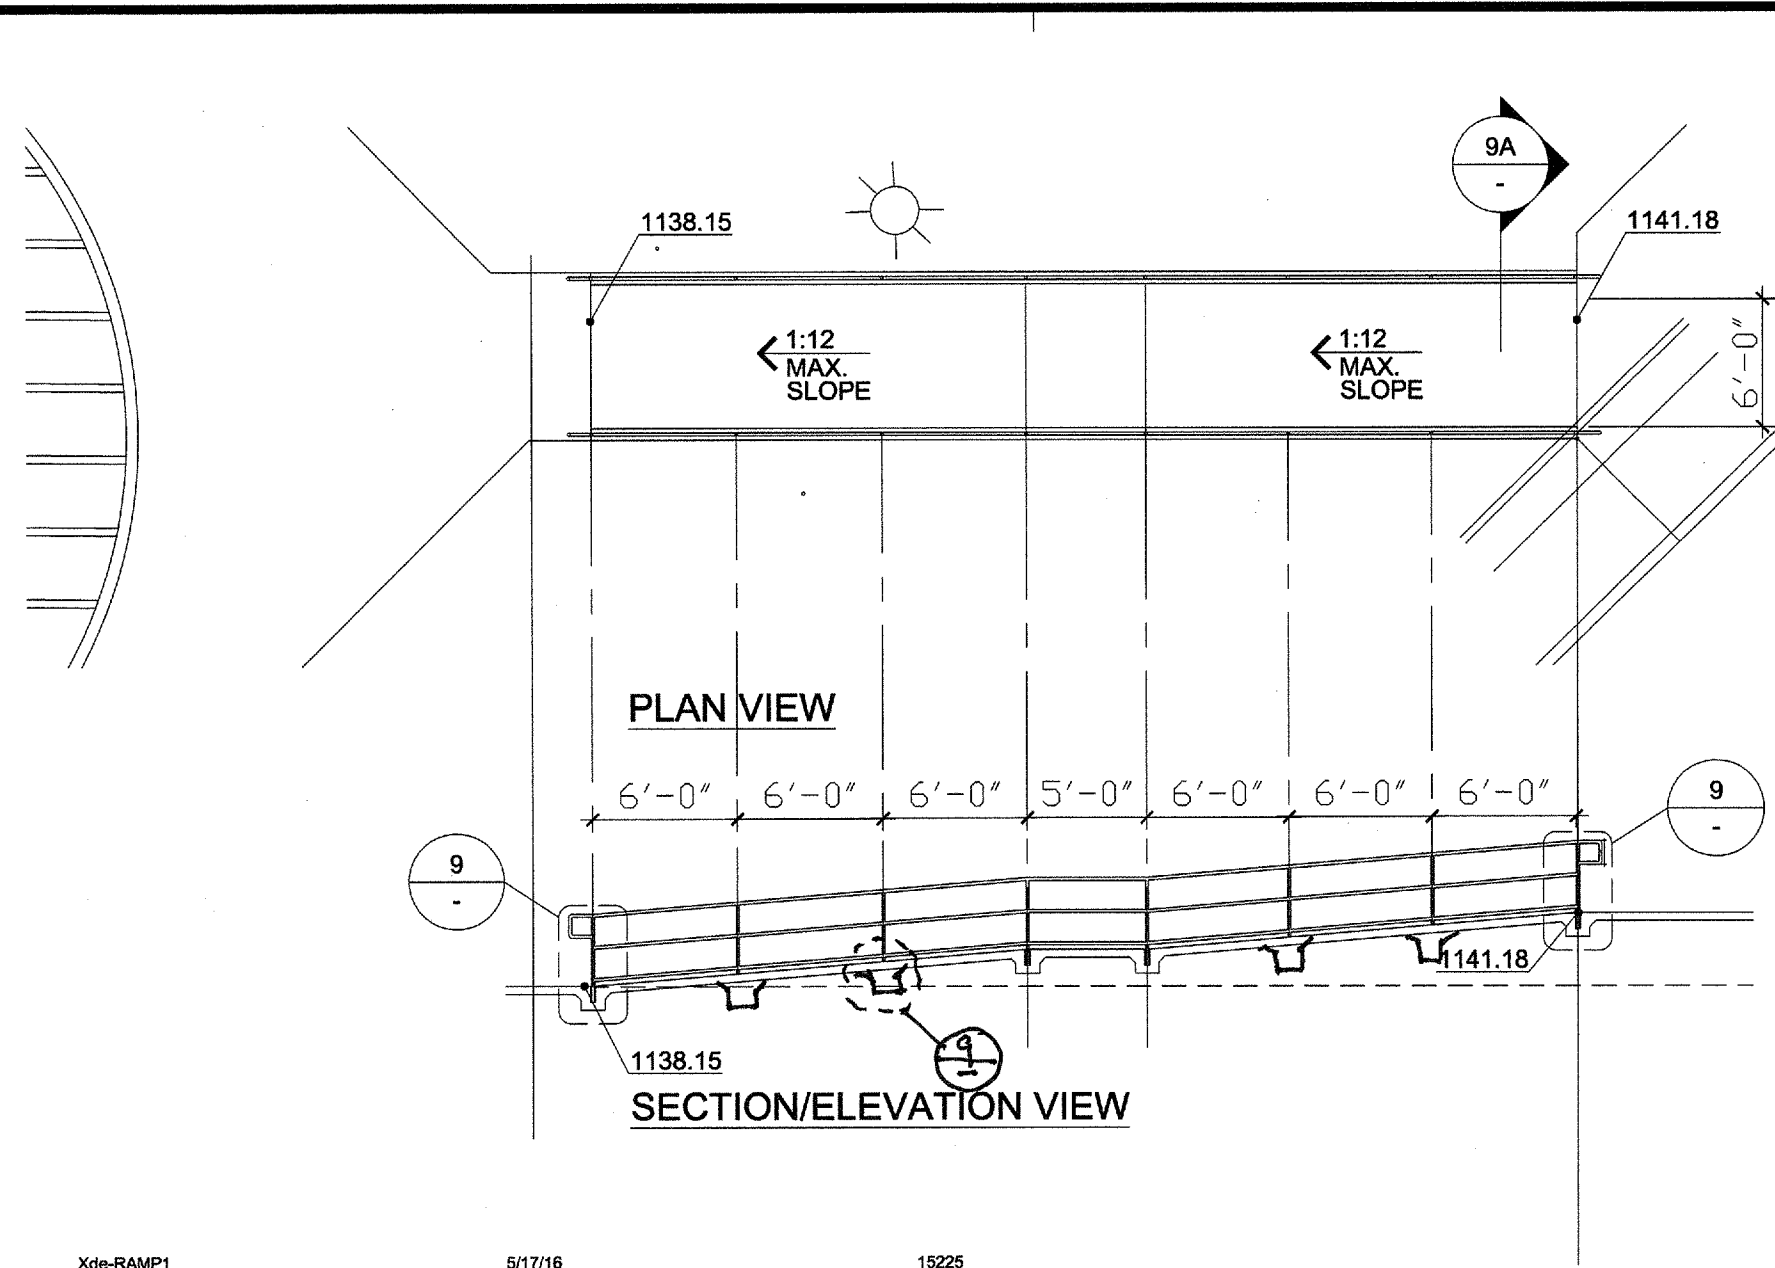 9A
-
1138.15
1141.18
1:12
MAX.
SLOPE
1:12
MAX.
SLOPE
6'-0"
PLAN VIEW
6'-0" 6'-0" 6'-0" 5'-0" 6'-0" 6'-0" 6'-0"
9
-
9
-
1141.18
9
-
1138.15
SECTION/ELEVATION VIEW
Xde-RAMP1 5/17/16 15225